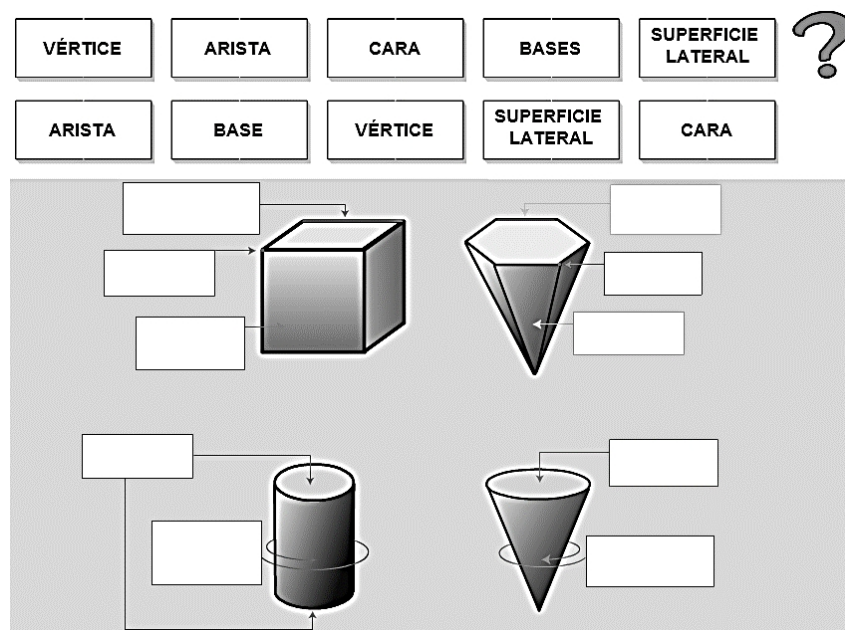 VÉRTICE
ARISTA
CARA
BASES
SUPERFICIE
LATERAL
?
ARISTA
BASE
VÉRTICE
SUPERFICIE
LATERAL
CARA